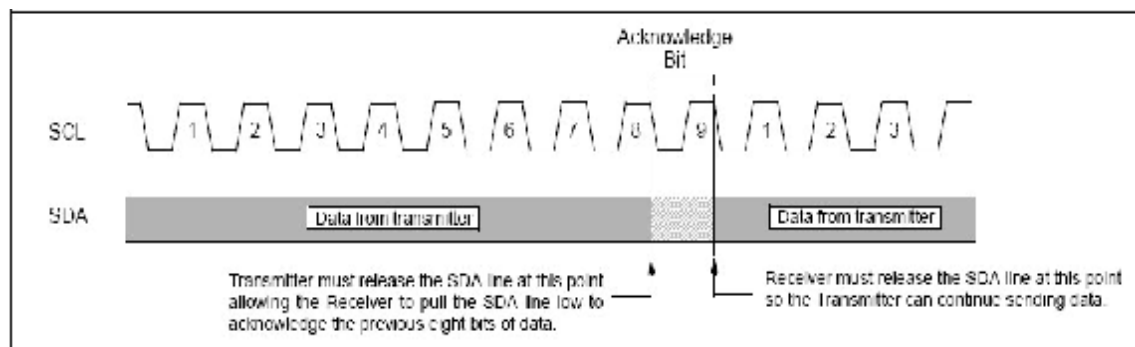 Acknowledge
Bit
SCL
1 2 3 4 5 6 7 8 9 1 2 3
SDA
Data from transmitter
Data from transmitter
Transmitter must release the SDA line at this point
allowing the Receiver to pull the SDA line low to
acknowledge the previous eight bits of data.
Receiver must release the SDA line at this point
so the Transmitter can continue sending data.